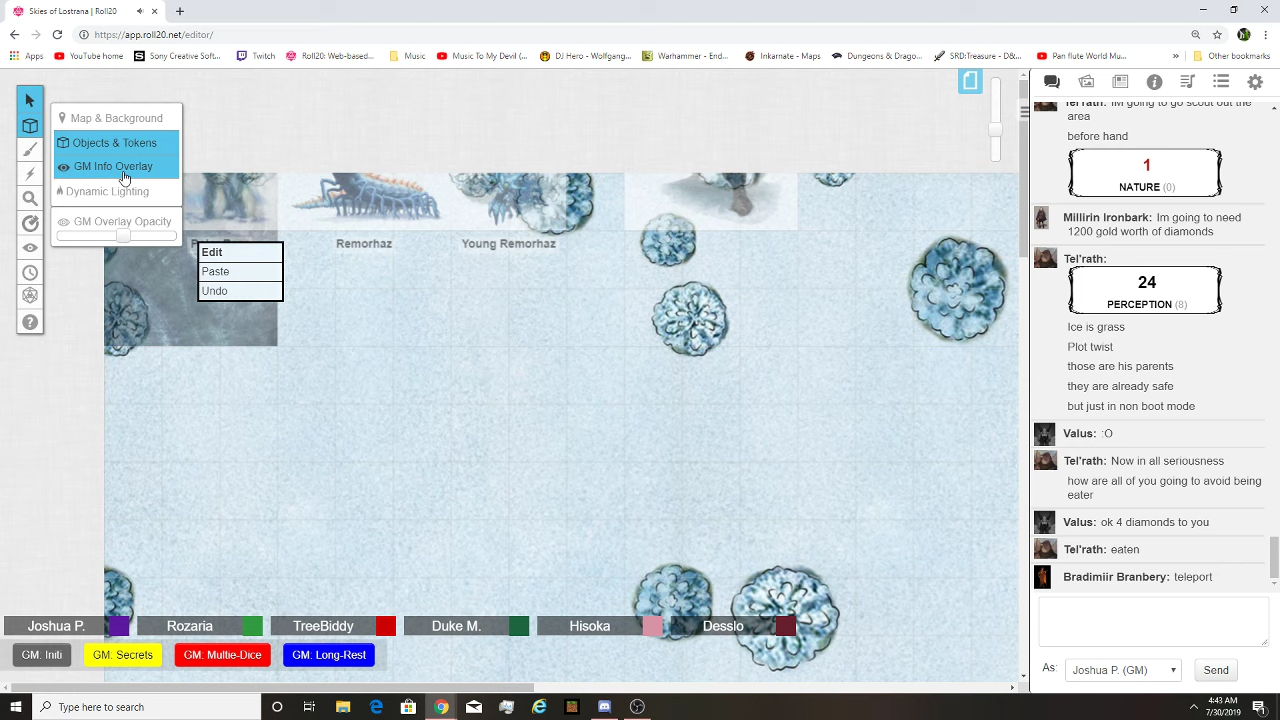 Skies of Lostrana
https://app.roll20.net/editor/
Apps
YouTube home
Sony Creative Softw...
Twitch
Roll20: Web-based...
Music
Music To My Devil (...
DJ Hero - Wolfgang...
Warhammer - End...
Inkarnate - Maps
Dungeons & Drago...
SRD:Treasure - D&...
Pan flute World Mu...
»
Other bookmarks
Map & Background
Objects & Tokens
GM Info Overlay
Dynamic Lighting
GM Overlay Opacity
Remorhaz
Young Remorhaz
Edit
Paste
Undo
Tel'rath: Im going to go scout out the
area
before hand
1
NATURE (0)
Millirin Ironbark: Im going to need
1200 gold worth of diamonds
Tel'rath:
24
PERCEPTION (8)
Ice is grass
Plot twist
those are his parents
they are already safe
but just in non boot mode
Valus: :O
Tel'rath: Now in all seriousness
how are all of you going to avoid being
eater
Valus: ok 4 diamonds to you
Tel'rath: eaten
Bradimiir Branbery: teleport
As: Joshua P. (GM)
Send
Joshua P.
Rozaria
TreeBiddy
Duke M.
Hisoka
Desslo
GM: Initi
GM: Secrets
GM: Multie-Dice
GM: Long-Rest
Type here to search
4:43 AM
7/30/2019